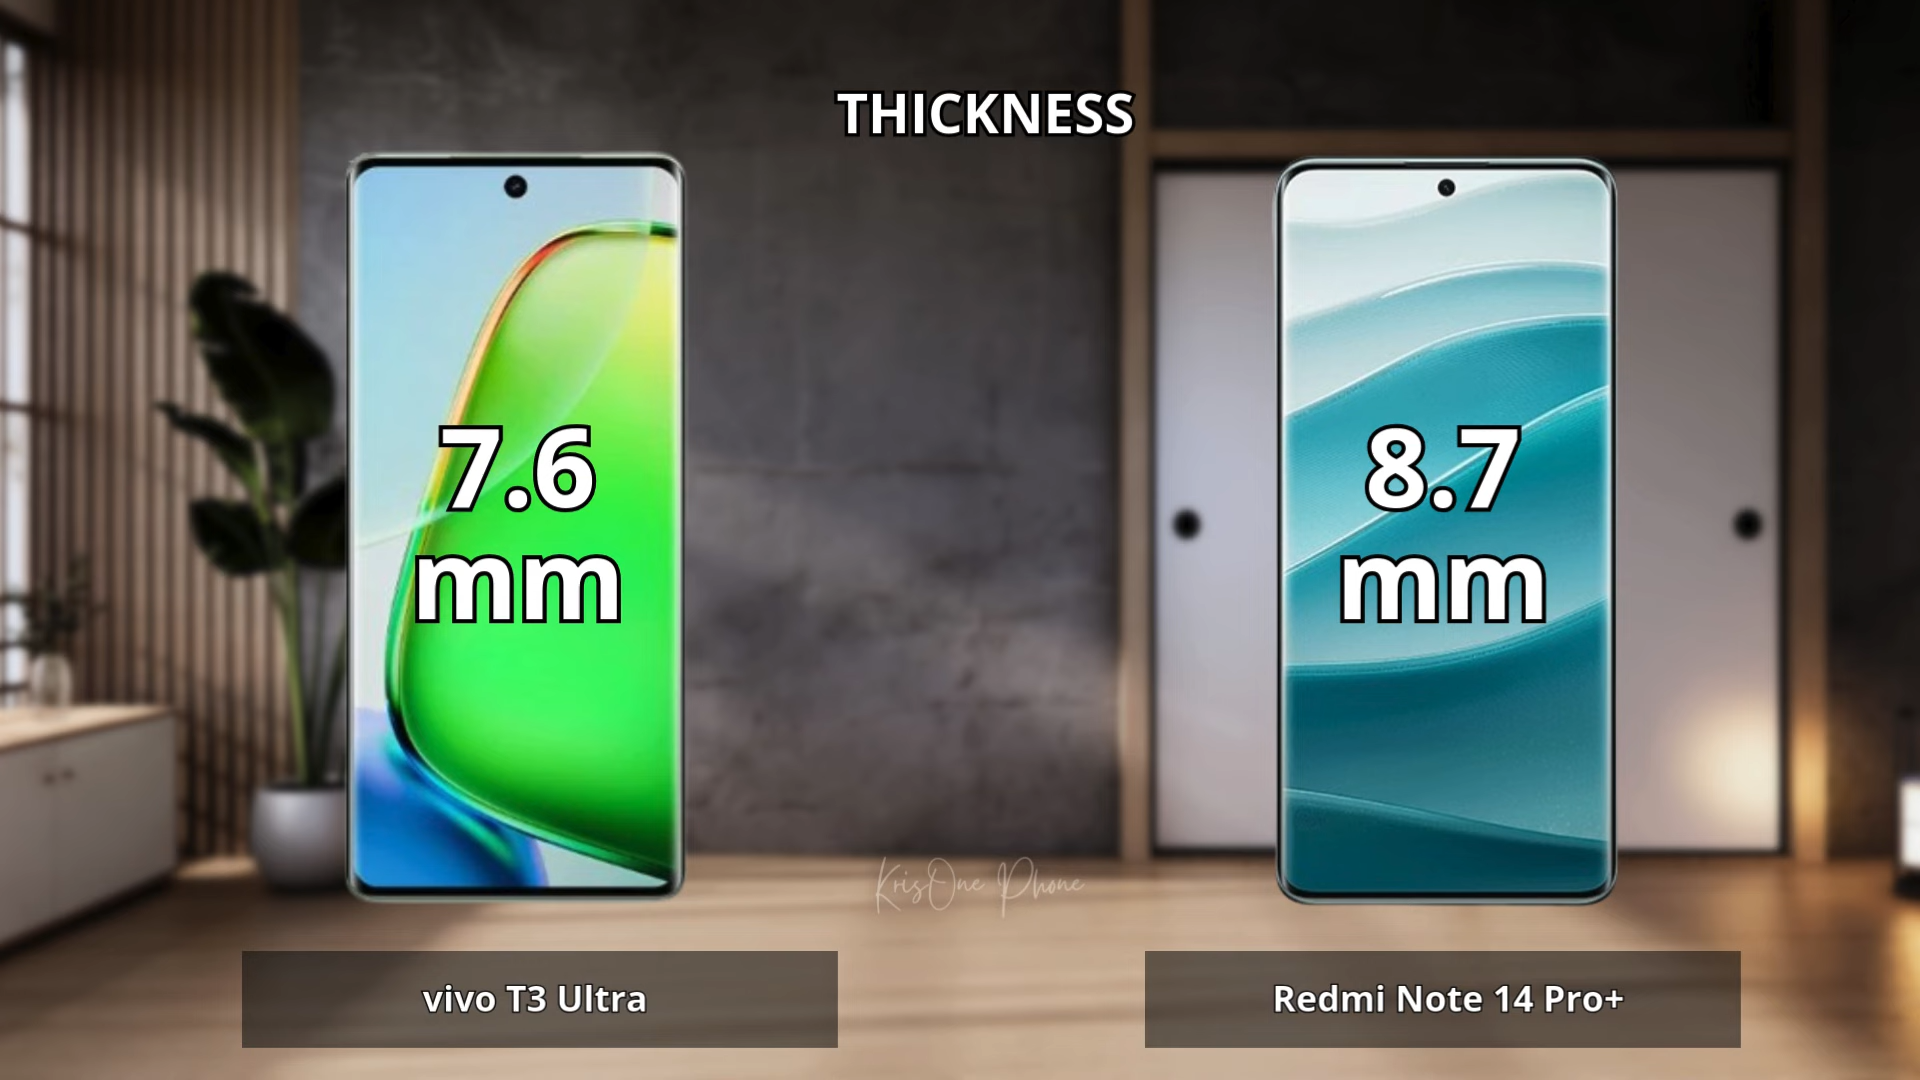 THICKNESS
7.6
mm
8.7
mm
KrisOne Phone
vivo T3 Ultra
Redmi Note 14 Pro+